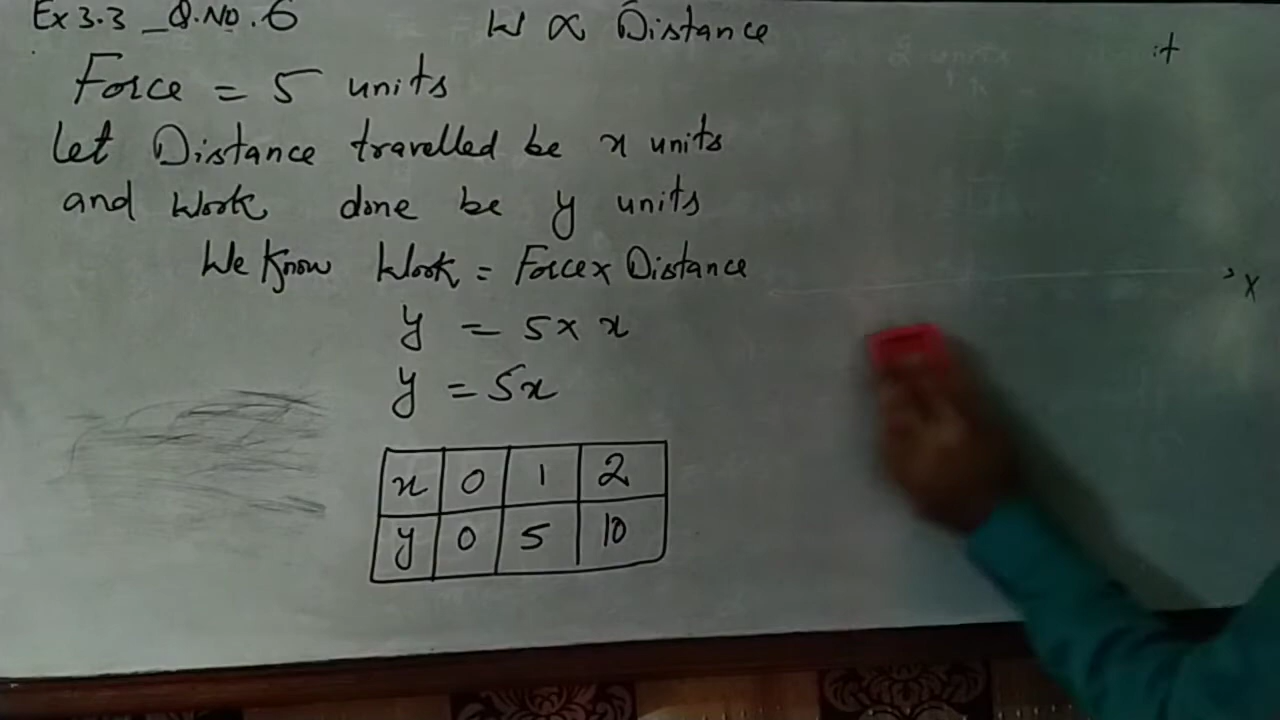 Ex 3.3 _ Q.No. 6
W ∝ Distance
Force = 5 units
Let Distance travelled be x units
and Work done be y units
We Know Work = Force x Distance
y = 5 x x
y = 5x
x 0 1 2
y 0 5 10
it
X